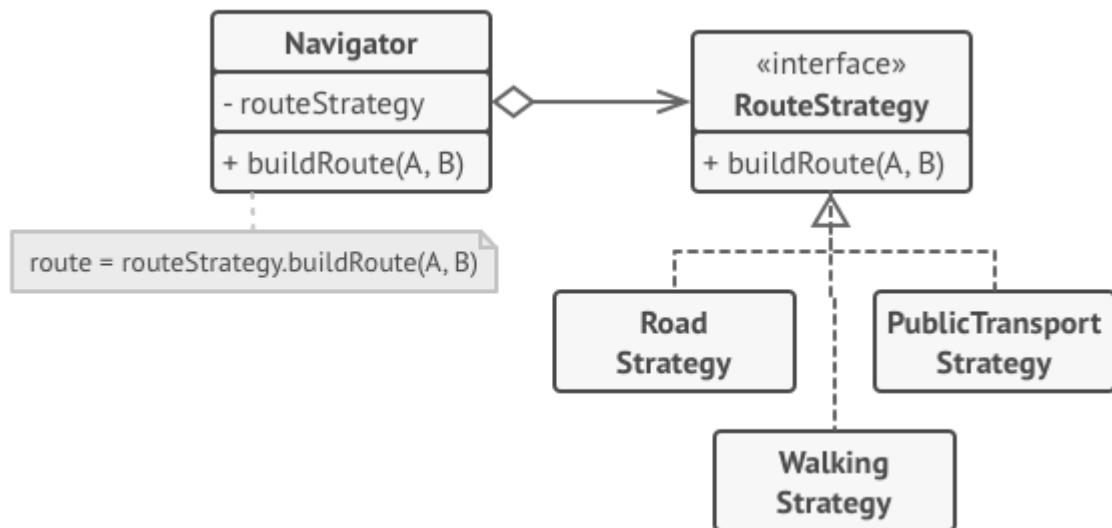 Navigator
- routeStrategy
+ buildRoute(A, B)
route = routeStrategy.buildRoute(A, B)
«interface»
RouteStrategy
+ buildRoute(A, B)
Road
Strategy
PublicTransport
Strategy
Walking
Strategy